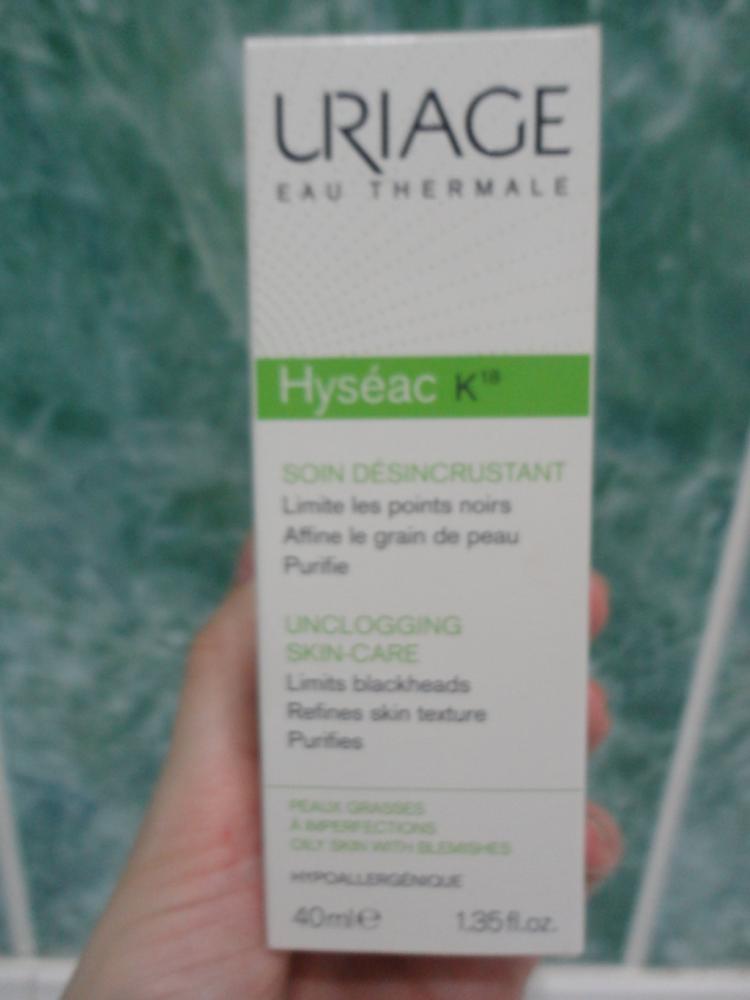 URIAGE
EAU THERMALE
Hyséac K18
SOIN DÉSINCRUSTANT
Limite les points noirs
Affine le grain de peau
Purifie
UNCLOGGING
SKIN-CARE
Limits blackheads
Refines skin texture
Purifies
PEAUX GRASSES
À IMPERFECTIONS
OILY SKIN WITH BLEMISHES
HYPOALLERGÉNIQUE
40 ml ℮ 1.35 fl.oz.